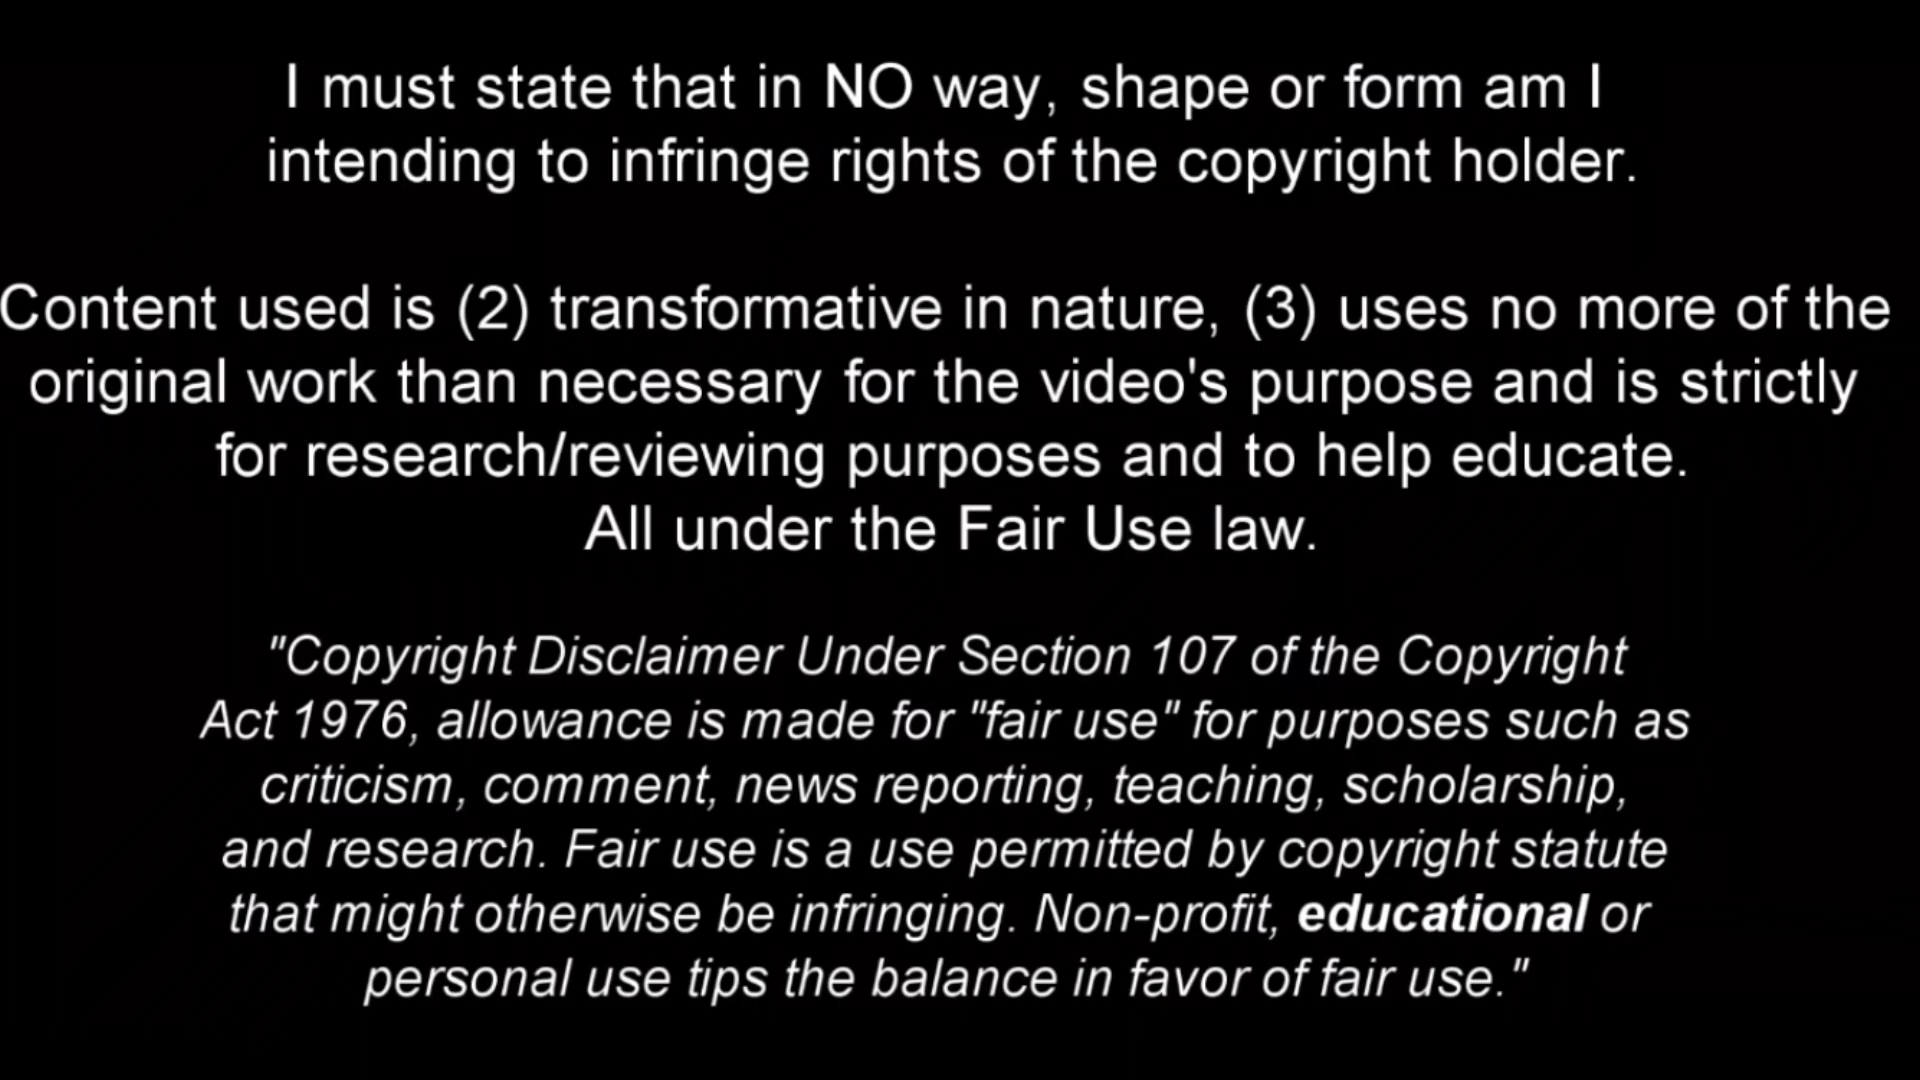 I must state that in NO way, shape or form am I
intending to infringe rights of the copyright holder.
Content used is (2) transformative in nature, (3) uses no more of the
original work than necessary for the video's purpose and is strictly
for research/reviewing purposes and to help educate.
All under the Fair Use law.
"Copyright Disclaimer Under Section 107 of the Copyright
Act 1976, allowance is made for "fair use" for purposes such as
criticism, comment, news reporting, teaching, scholarship,
and research. Fair use is a use permitted by copyright statute
that might otherwise be infringing. Non-profit, educational or
personal use tips the balance in favor of fair use."